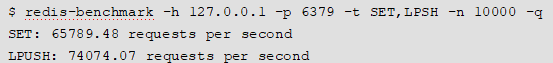 $ redis-benchmark -h 127.0.0.1 -p 6379 -t SET,LPSH -n 10000 -q
SET: 65789.48 requests per second
LPUSH: 74074.07 requests per second